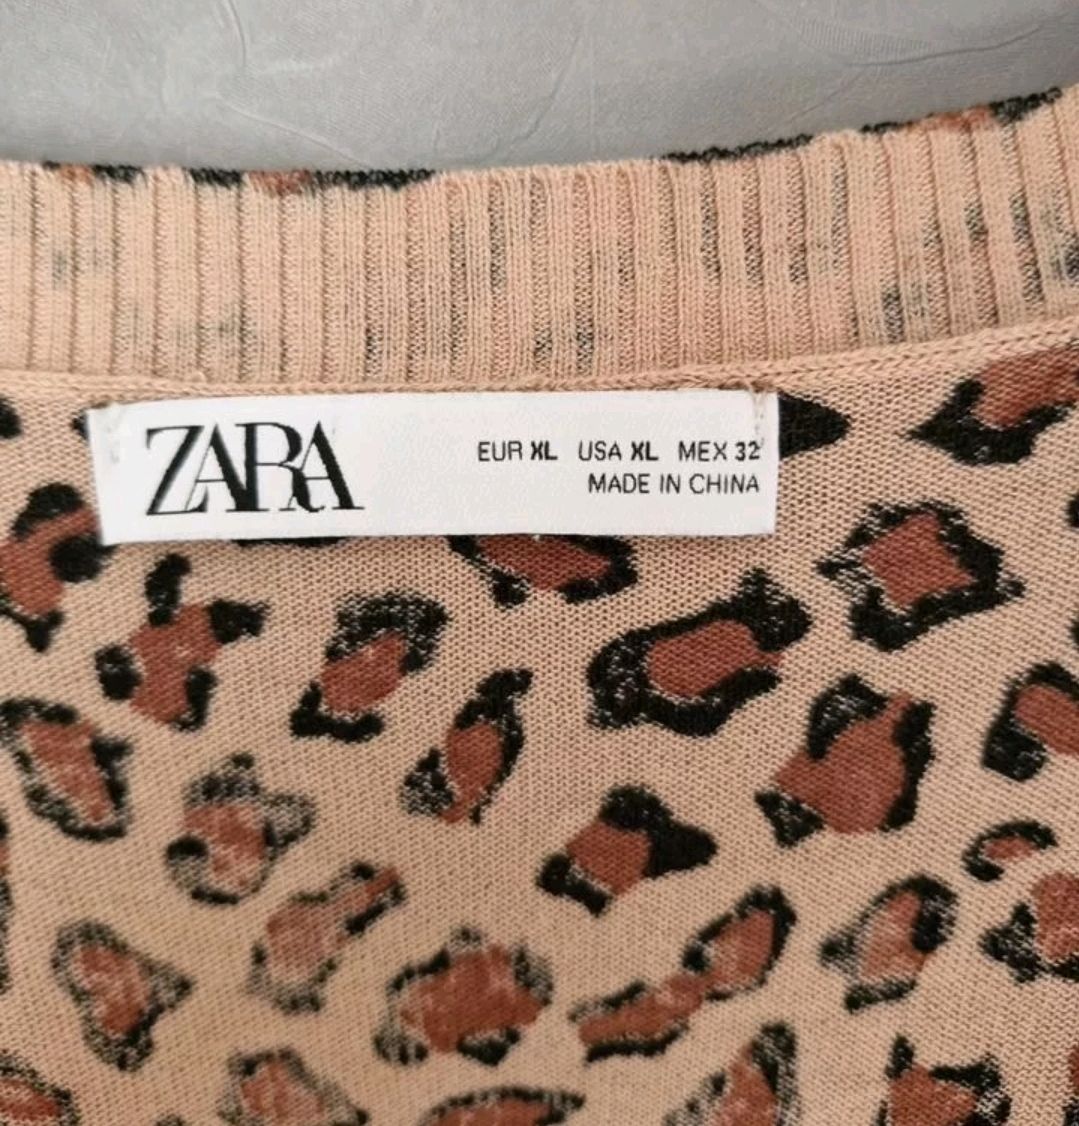 ZARA
EUR XL USA XL MEX 32
MADE IN CHINA